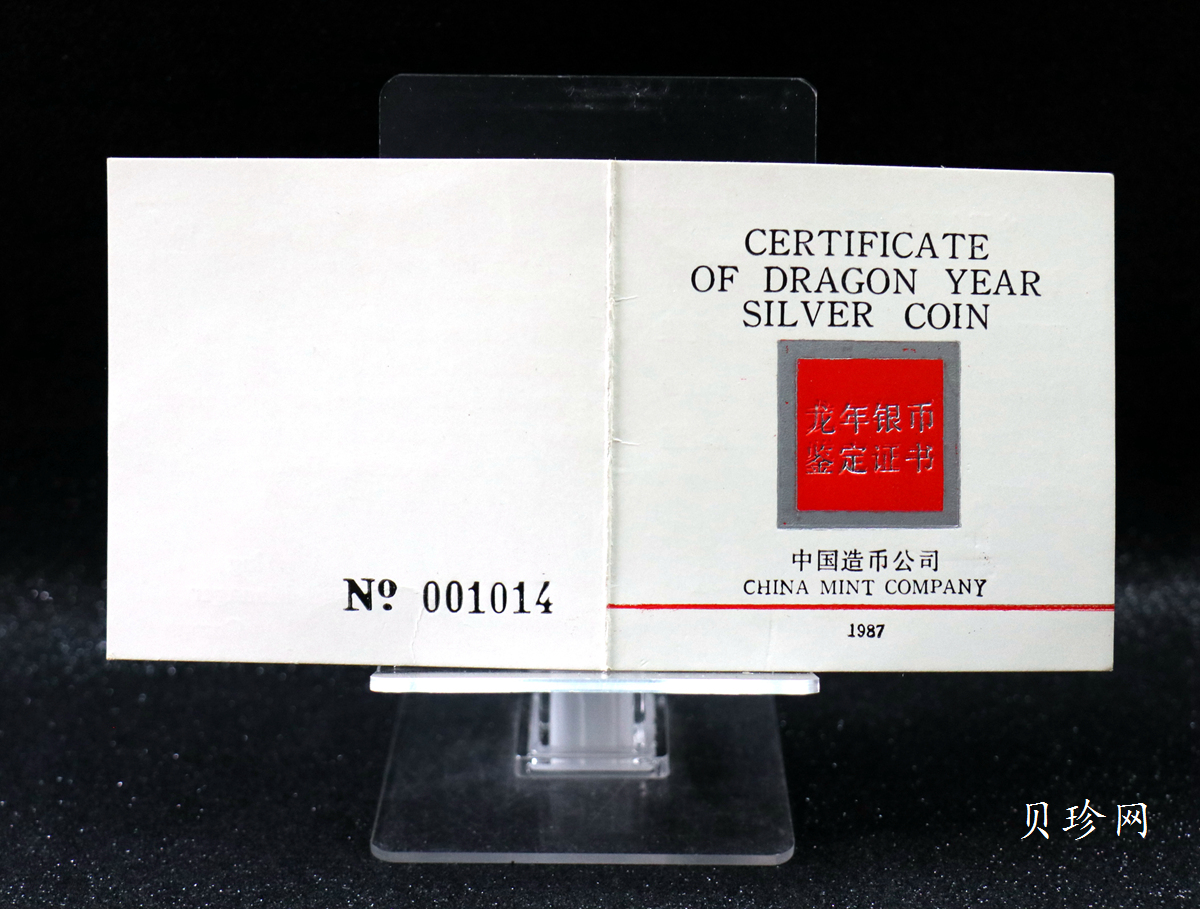 CERTIFICATE
OF DRAGON YEAR
SILVER COIN
龙年银币
鉴定证书
中国造币公司
CHINA MINT COMPANY
1987
Nº 001014
贝珍网